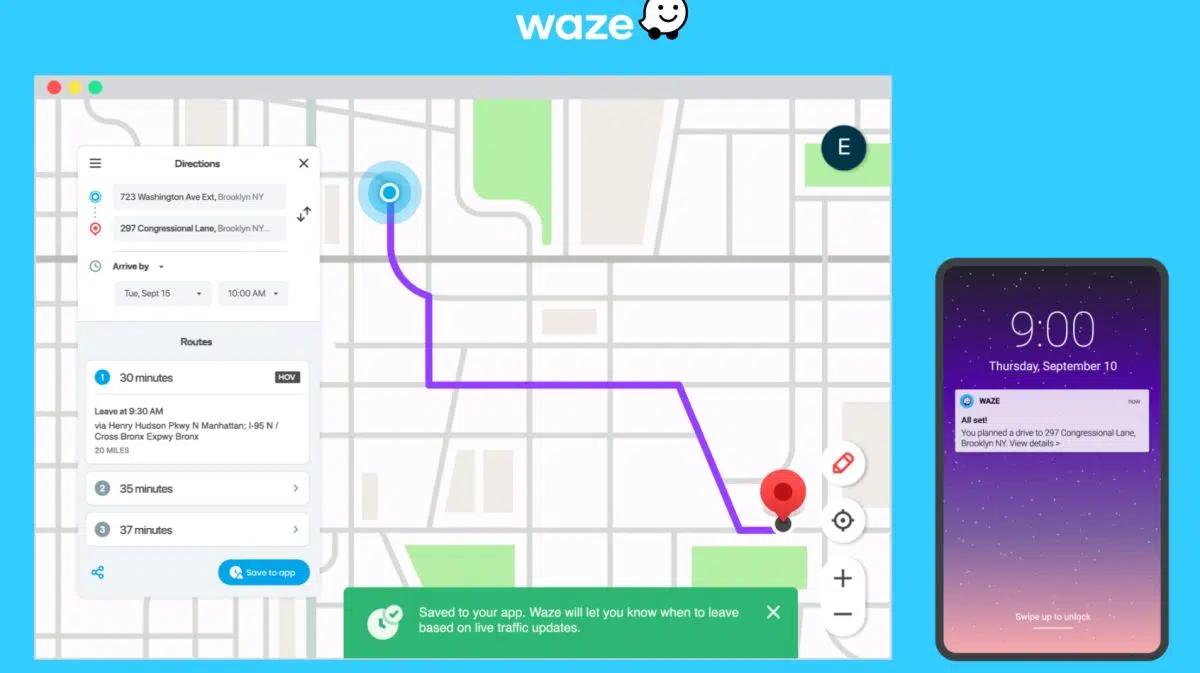 waze
Directions
723 Washington Ave Ext, Brooklyn NY
297 Congressional Lane, Brooklyn NY...
Arrive by
Tue, Sept 15
10:00 AM
Routes
1 30 minutes HOV
Leave at 9:30 AM
via Henry Hudson Pkwy N Manhattan; I-95 N /
Cross Bronx Expwy Bronx
20 MILES
2 35 minutes
3 37 minutes
Save to app
E
Saved to your app. Waze will let you know when to leave
based on live traffic updates.
9:00
Thursday, September 10
WAZE now
All set!
You planned a drive to 297 Congressional Lane,
Brooklyn NY. View details >
Swipe up to unlock